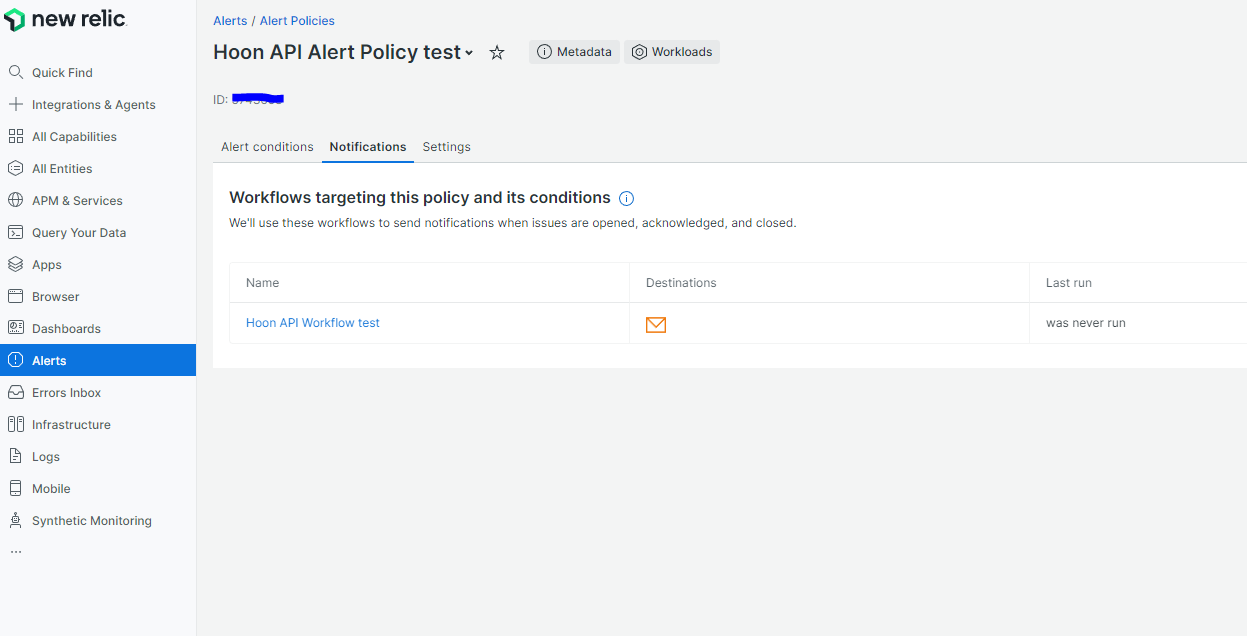 new relic.
Quick Find
Integrations & Agents
All Capabilities
All Entities
APM & Services
Query Your Data
Apps
Browser
Dashboards
Alerts
Errors Inbox
Infrastructure
Logs
Mobile
Synthetic Monitoring
...
Alerts / Alert Policies
Hoon API Alert Policy test
Metadata
Workloads
ID:
Alert conditions
Notifications
Settings
Workflows targeting this policy and its conditions
We'll use these workflows to send notifications when issues are opened, acknowledged, and closed.
Name
Destinations
Last run
Hoon API Workflow test
was never run